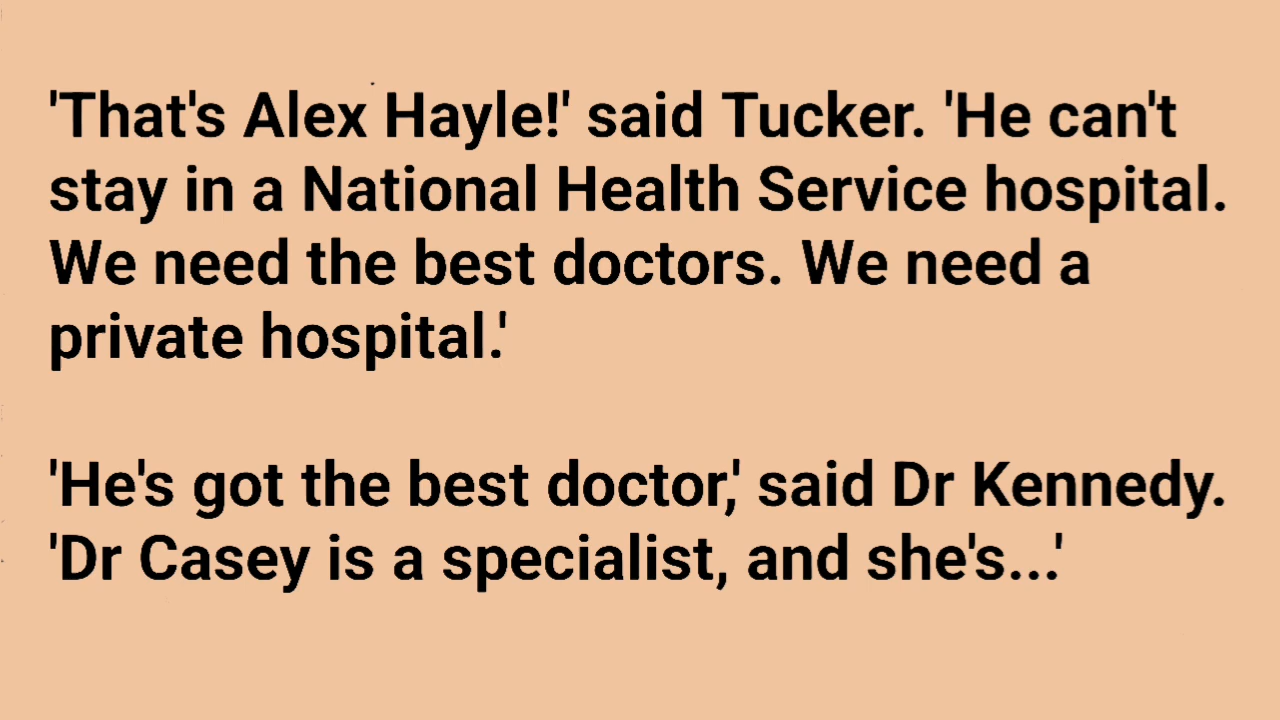 'That's Alex Hayle!' said Tucker. 'He can't
stay in a National Health Service hospital.
We need the best doctors. We need a
private hospital.'
'He's got the best doctor,' said Dr Kennedy.
'Dr Casey is a specialist, and she's...'